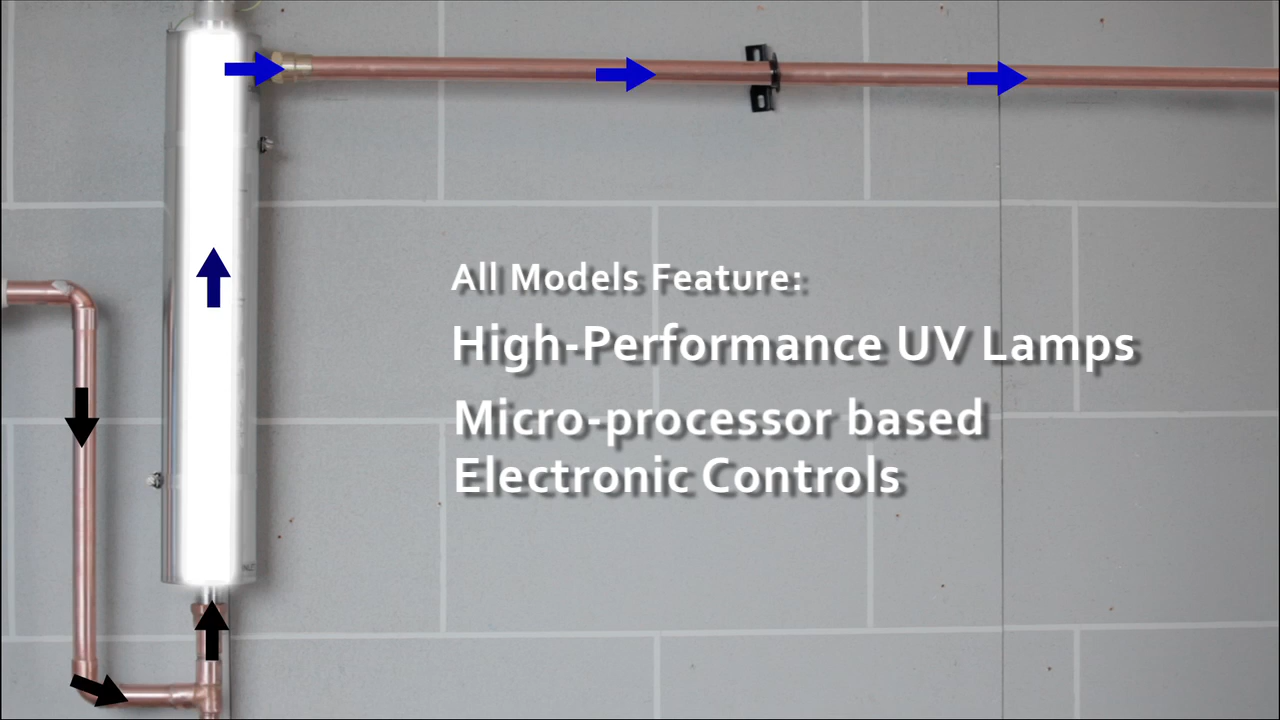 All Models Feature:
High-Performance UV Lamps
Micro-processor based
Electronic Controls